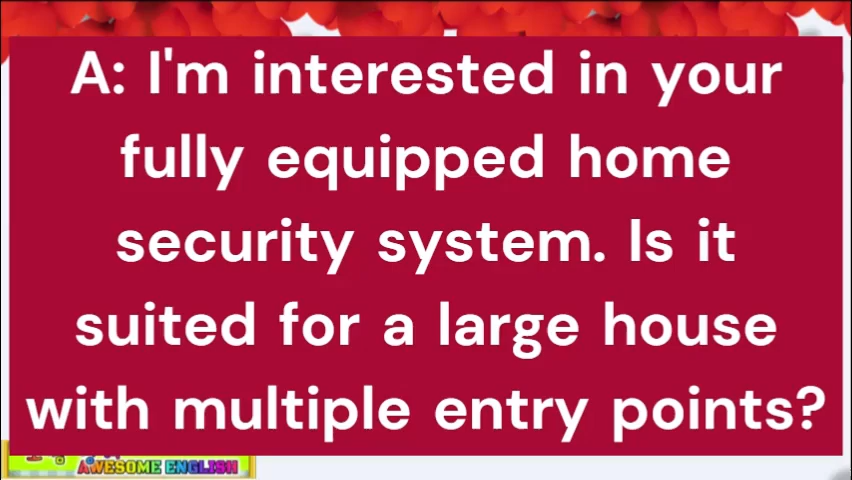 A: I'm interested in your
fully equipped home
security system. Is it
suited for a large house
with multiple entry points?
AWESOME ENGLISH